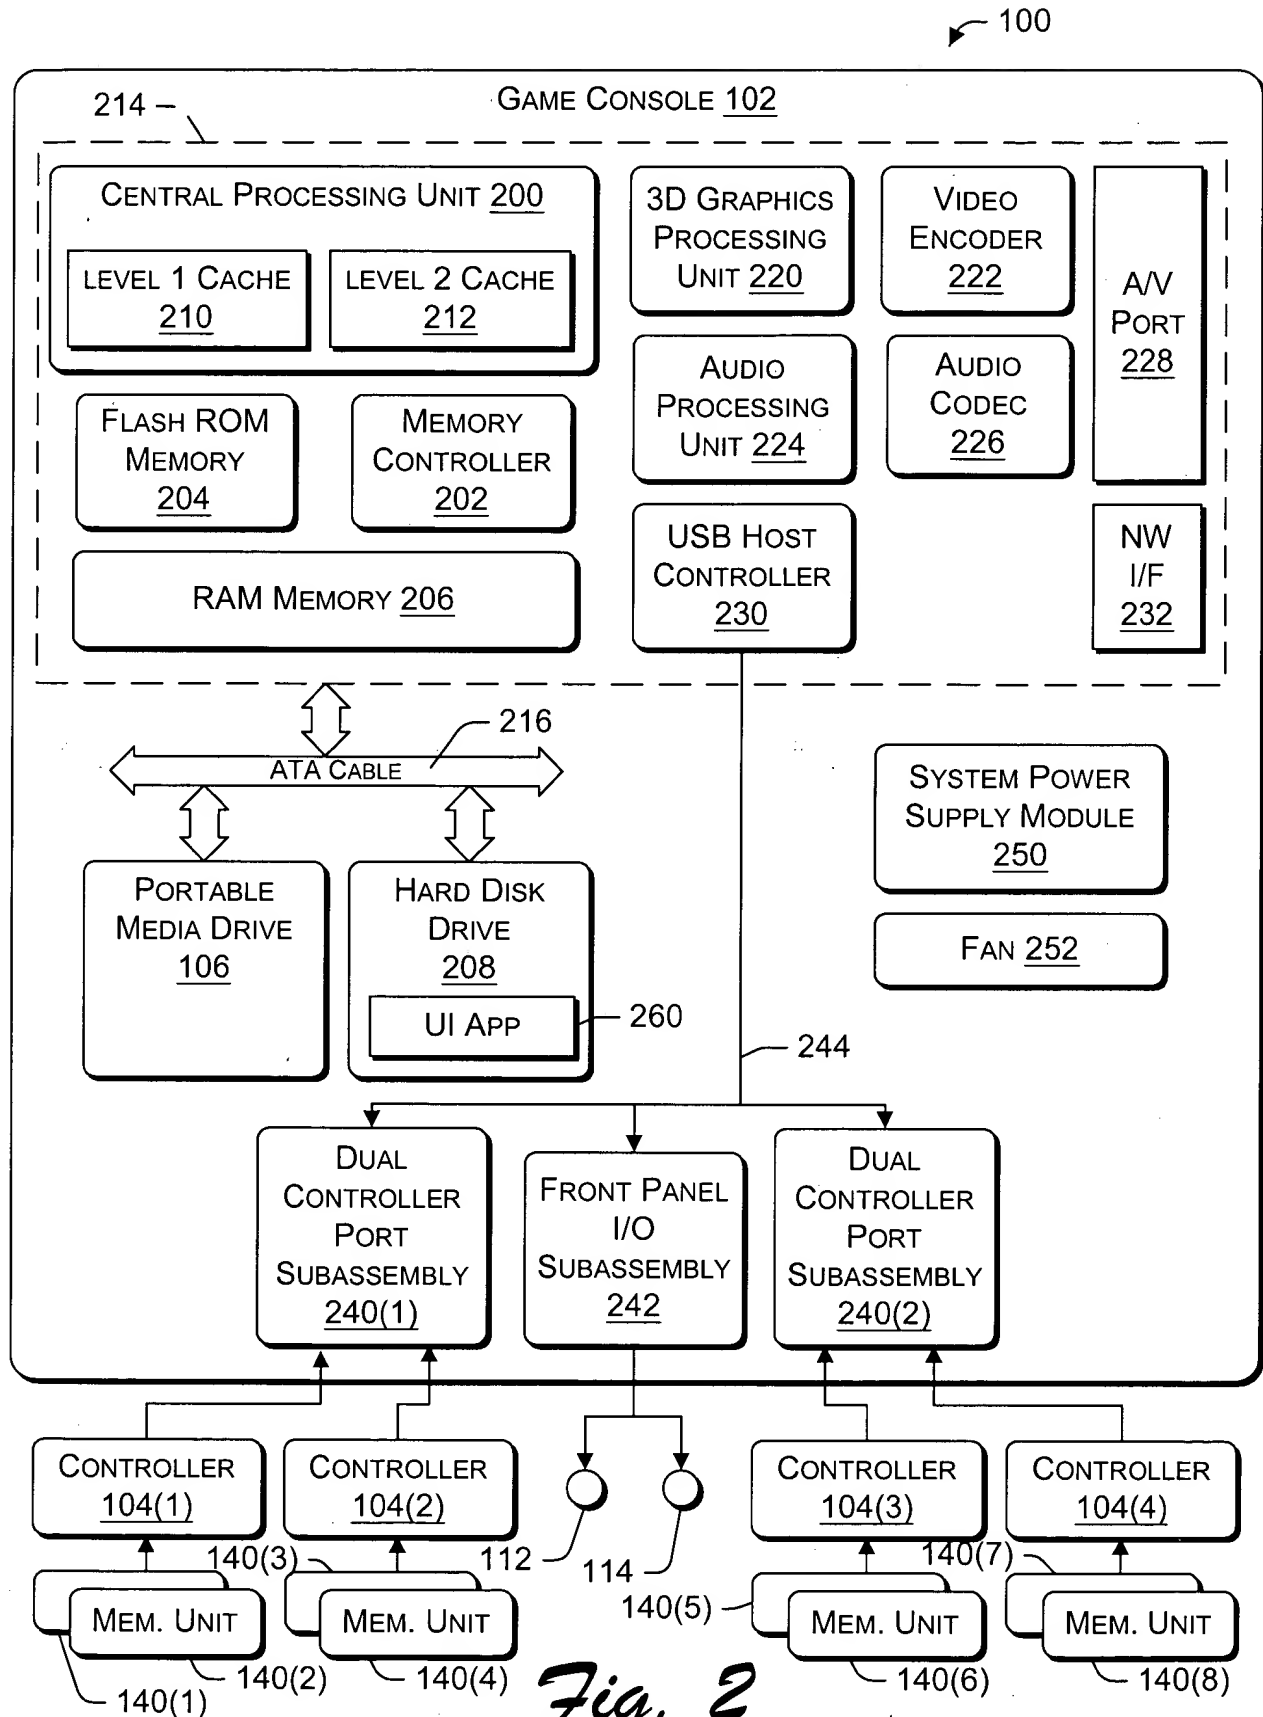 100
GAME CONSOLE 102
214
CENTRAL PROCESSING UNIT 200
LEVEL 1 CACHE
210
LEVEL 2 CACHE
212
3D GRAPHICS
PROCESSING
UNIT 220
VIDEO
ENCODER
222
A/V
PORT
228
AUDIO
PROCESSING
UNIT 224
AUDIO
CODEC
226
FLASH ROM
MEMORY
204
MEMORY
CONTROLLER
202
USB HOST
CONTROLLER
230
NW
I/F
232
RAM MEMORY 206
216
ATA CABLE
SYSTEM POWER
SUPPLY MODULE
250
PORTABLE
MEDIA DRIVE
106
HARD DISK
DRIVE
208
UI APP
260
FAN 252
244
DUAL
CONTROLLER
PORT
SUBASSEMBLY
240(1)
FRONT PANEL
I/O
SUBASSEMBLY
242
DUAL
CONTROLLER
PORT
SUBASSEMBLY
240(2)
CONTROLLER
104(1)
CONTROLLER
104(2)
112
114
CONTROLLER
104(3)
CONTROLLER
104(4)
140(3)
140(7)
140(5)
MEM. UNIT
MEM. UNIT
MEM. UNIT
MEM. UNIT
140(1)
140(2)
140(4)
140(6)
140(8)
Fig. 2